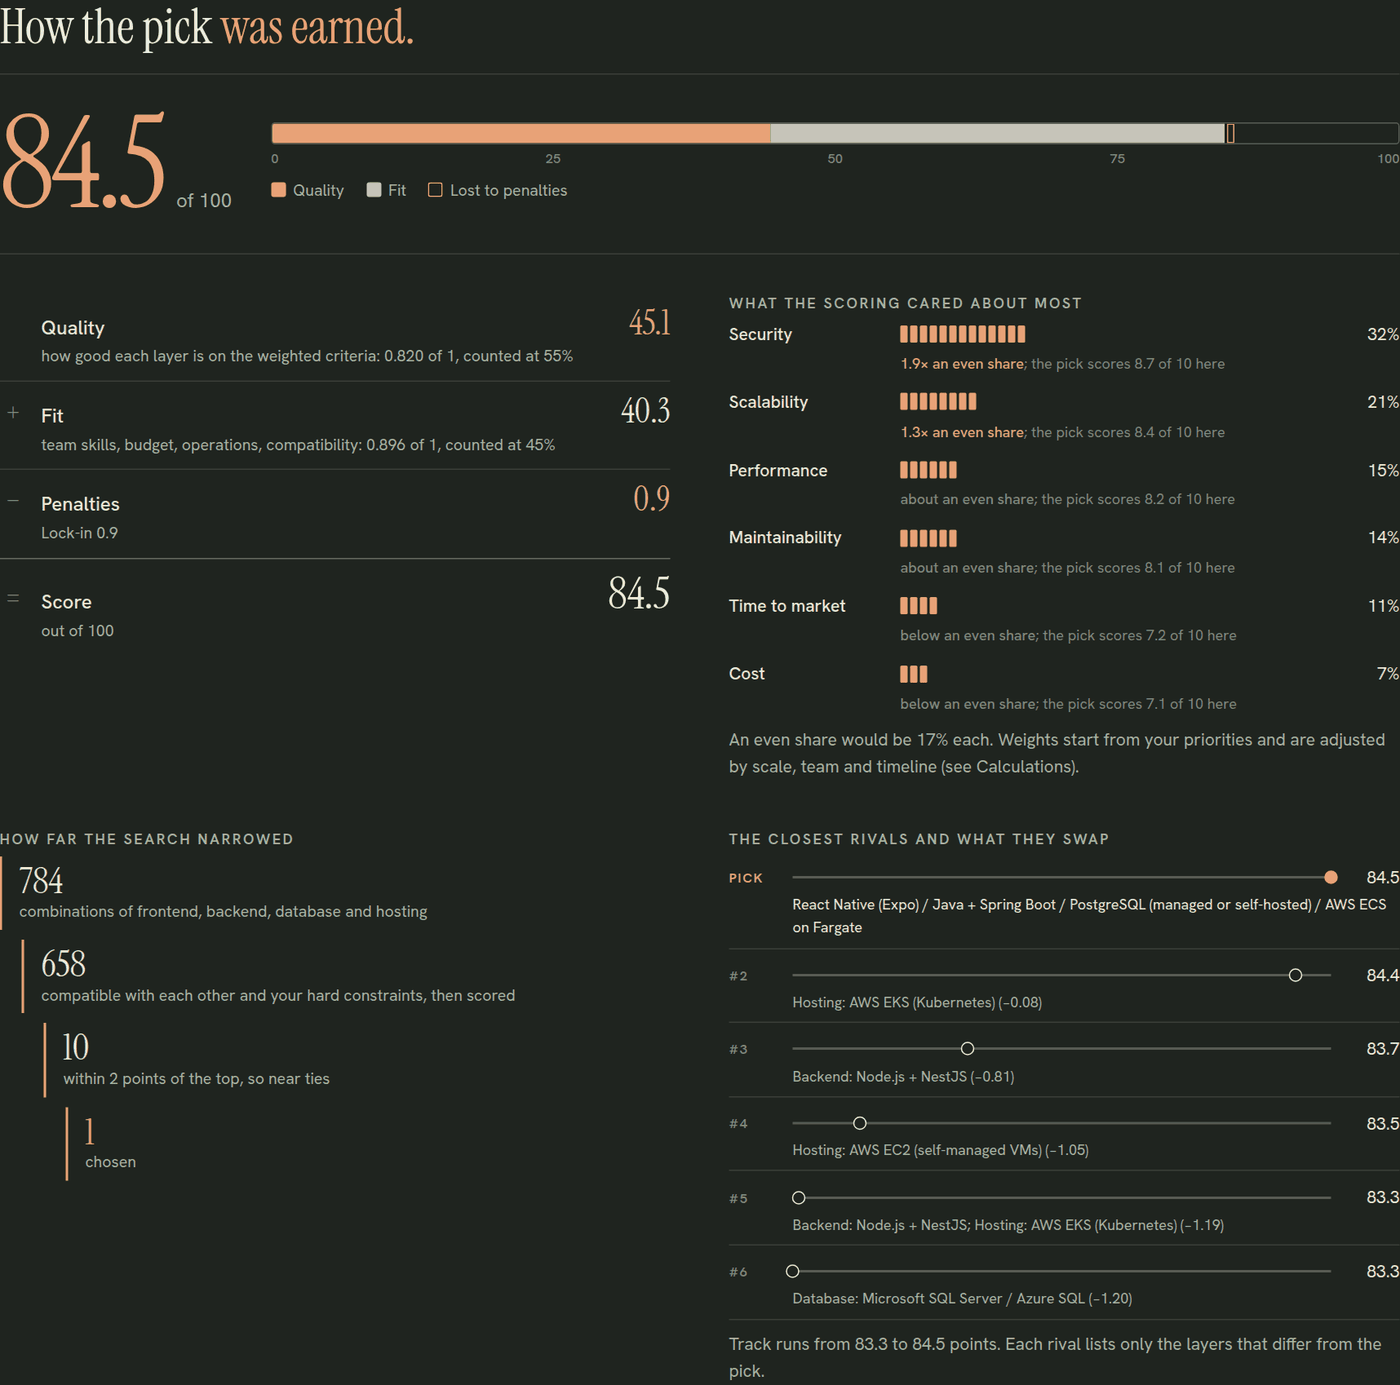 How the pick was earned.
84.5 of 100
0 25 50 75 100
Quality Fit Lost to penalties
Quality 45.1
how good each layer is on the weighted criteria: 0.820 of 1, counted at 55%
+ Fit 40.3
team skills, budget, operations, compatibility: 0.896 of 1, counted at 45%
− Penalties 0.9
Lock-in 0.9
= Score 84.5
out of 100
WHAT THE SCORING CARED ABOUT MOST
Security 32%
1.9× an even share; the pick scores 8.7 of 10 here
Scalability 21%
1.3× an even share; the pick scores 8.4 of 10 here
Performance 15%
about an even share; the pick scores 8.2 of 10 here
Maintainability 14%
about an even share; the pick scores 8.1 of 10 here
Time to market 11%
below an even share; the pick scores 7.2 of 10 here
Cost 7%
below an even share; the pick scores 7.1 of 10 here
An even share would be 17% each. Weights start from your priorities and are adjusted
by scale, team and timeline (see Calculations).
HOW FAR THE SEARCH NARROWED
784
combinations of frontend, backend, database and hosting
658
compatible with each other and your hard constraints, then scored
10
within 2 points of the top, so near ties
1
chosen
THE CLOSEST RIVALS AND WHAT THEY SWAP
PICK 84.5
React Native (Expo) / Java + Spring Boot / PostgreSQL (managed or self-hosted) / AWS ECS
on Fargate
#2 84.4
Hosting: AWS EKS (Kubernetes) (−0.08)
#3 83.7
Backend: Node.js + NestJS (−0.81)
#4 83.5
Hosting: AWS EC2 (self-managed VMs) (−1.05)
#5 83.3
Backend: Node.js + NestJS; Hosting: AWS EKS (Kubernetes) (−1.19)
#6 83.3
Database: Microsoft SQL Server / Azure SQL (−1.20)
Track runs from 83.3 to 84.5 points. Each rival lists only the layers that differ from the
pick.